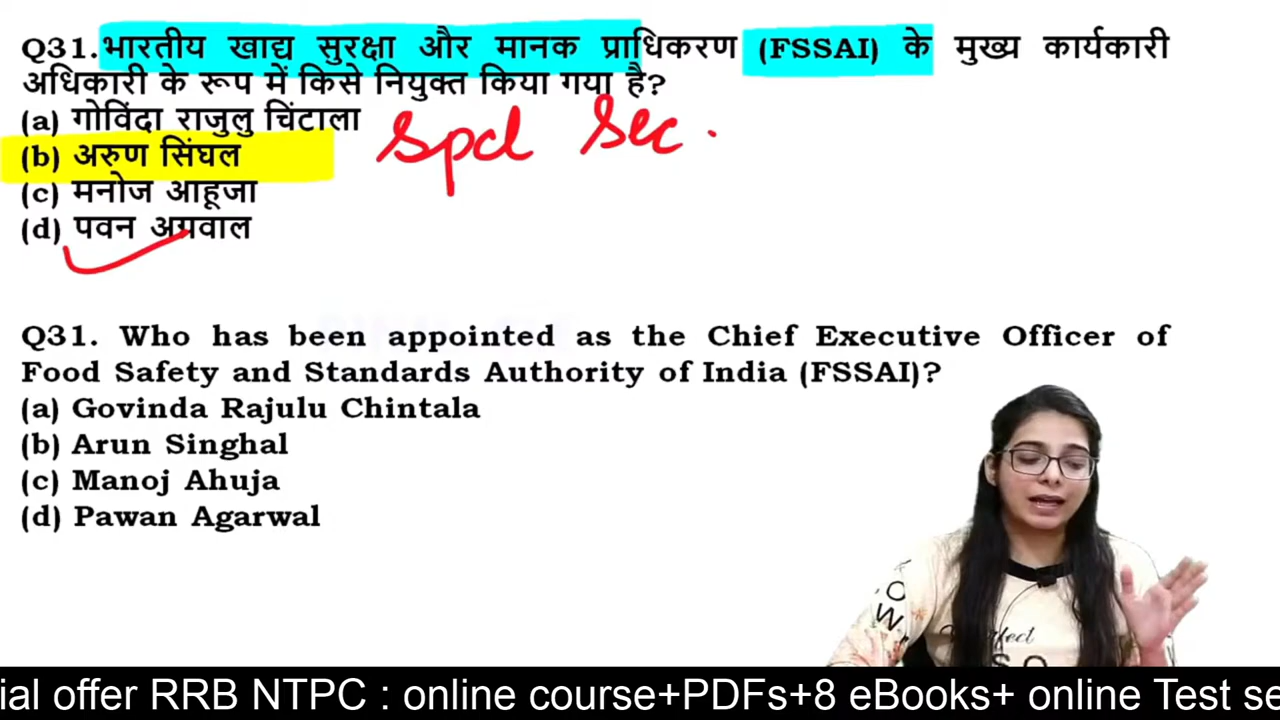 Q31.भारतीय खाद्य सुरक्षा और मानक प्राधिकरण (FSSAI) के मुख्य कार्यकारी
अधिकारी के रूप में किसे नियुक्त किया गया है?
(a) गोविंदा राजुलु चिंटाला
spcl Sec.
(b) अरुण सिंघल
(c) मनोज आहूजा
(d) पवन अग्रवाल
Q31. Who has been appointed as the Chief Executive Officer of
Food Safety and Standards Authority of India (FSSAI)?
(a) Govinda Rajulu Chintala
(b) Arun Singhal
(c) Manoj Ahuja
(d) Pawan Agarwal
erfect
ial offer RRB NTPC : online course+PDFs+8 eBooks+ online Test se